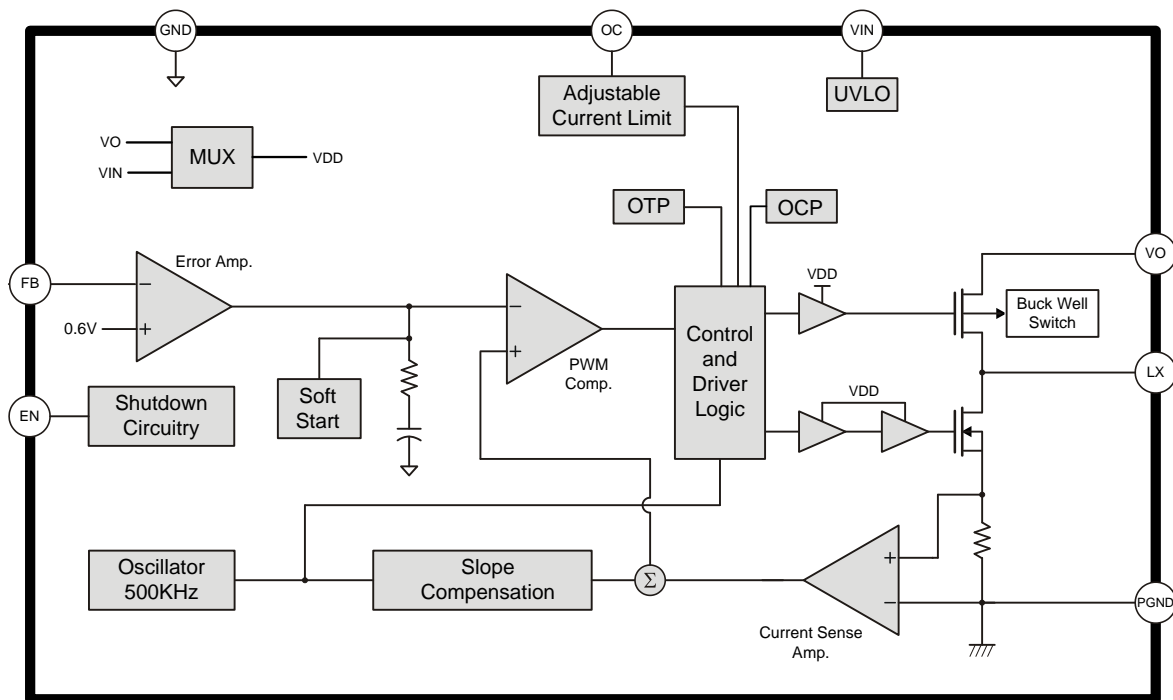 GND
OC
VIN
Adjustable
Current Limit
UVLO
VO
VIN
MUX
VDD
OTP
OCP
VO
FB
Error Amp.
−
+
0.6V
−
+
PWM
Comp.
VDD
Buck Well
Switch
Control
and
Driver
Logic
LX
EN
Shutdown
Circuitry
Soft
Start
VDD
Oscillator
500KHz
Slope
Compensation
Σ
+
−
Current Sense
Amp.
PGND